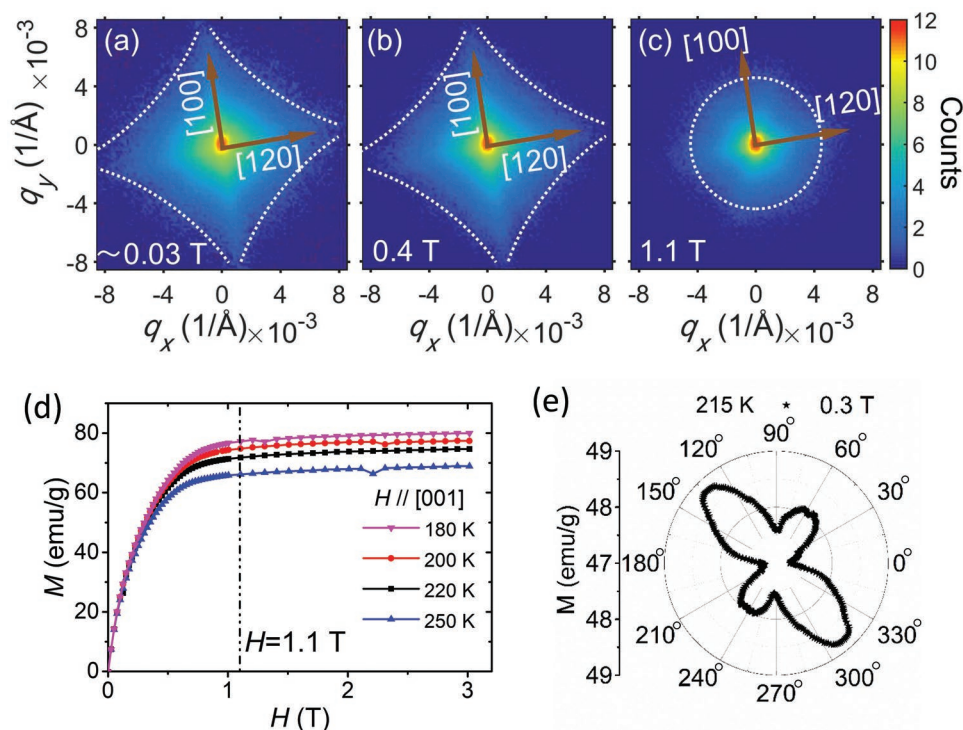 (a)
[100]
[120]
~0.03 T
q_y (1/Å) ×10^-3
8
4
0
-4
-8
-8 -4 0 4 8
q_x (1/Å) ×10^-3
(b)
[100]
[120]
0.4 T
-8 -4 0 4 8
q_x (1/Å) ×10^-3
(c)
[100]
[120]
1.1 T
-8 -4 0 4 8
q_x (1/Å) ×10^-3
12
10
8
6
4
2
0
Counts
(d)
M (emu/g)
80
60
40
20
0
H // [001]
180 K
200 K
220 K
250 K
H=1.1 T
0 1 2 3
H (T)
(e)
215 K ★ 0.3 T
M (emu/g)
49
48
47
48
49
90°
60°
30°
0°
330°
300°
270°
240°
210°
180°
150°
120°